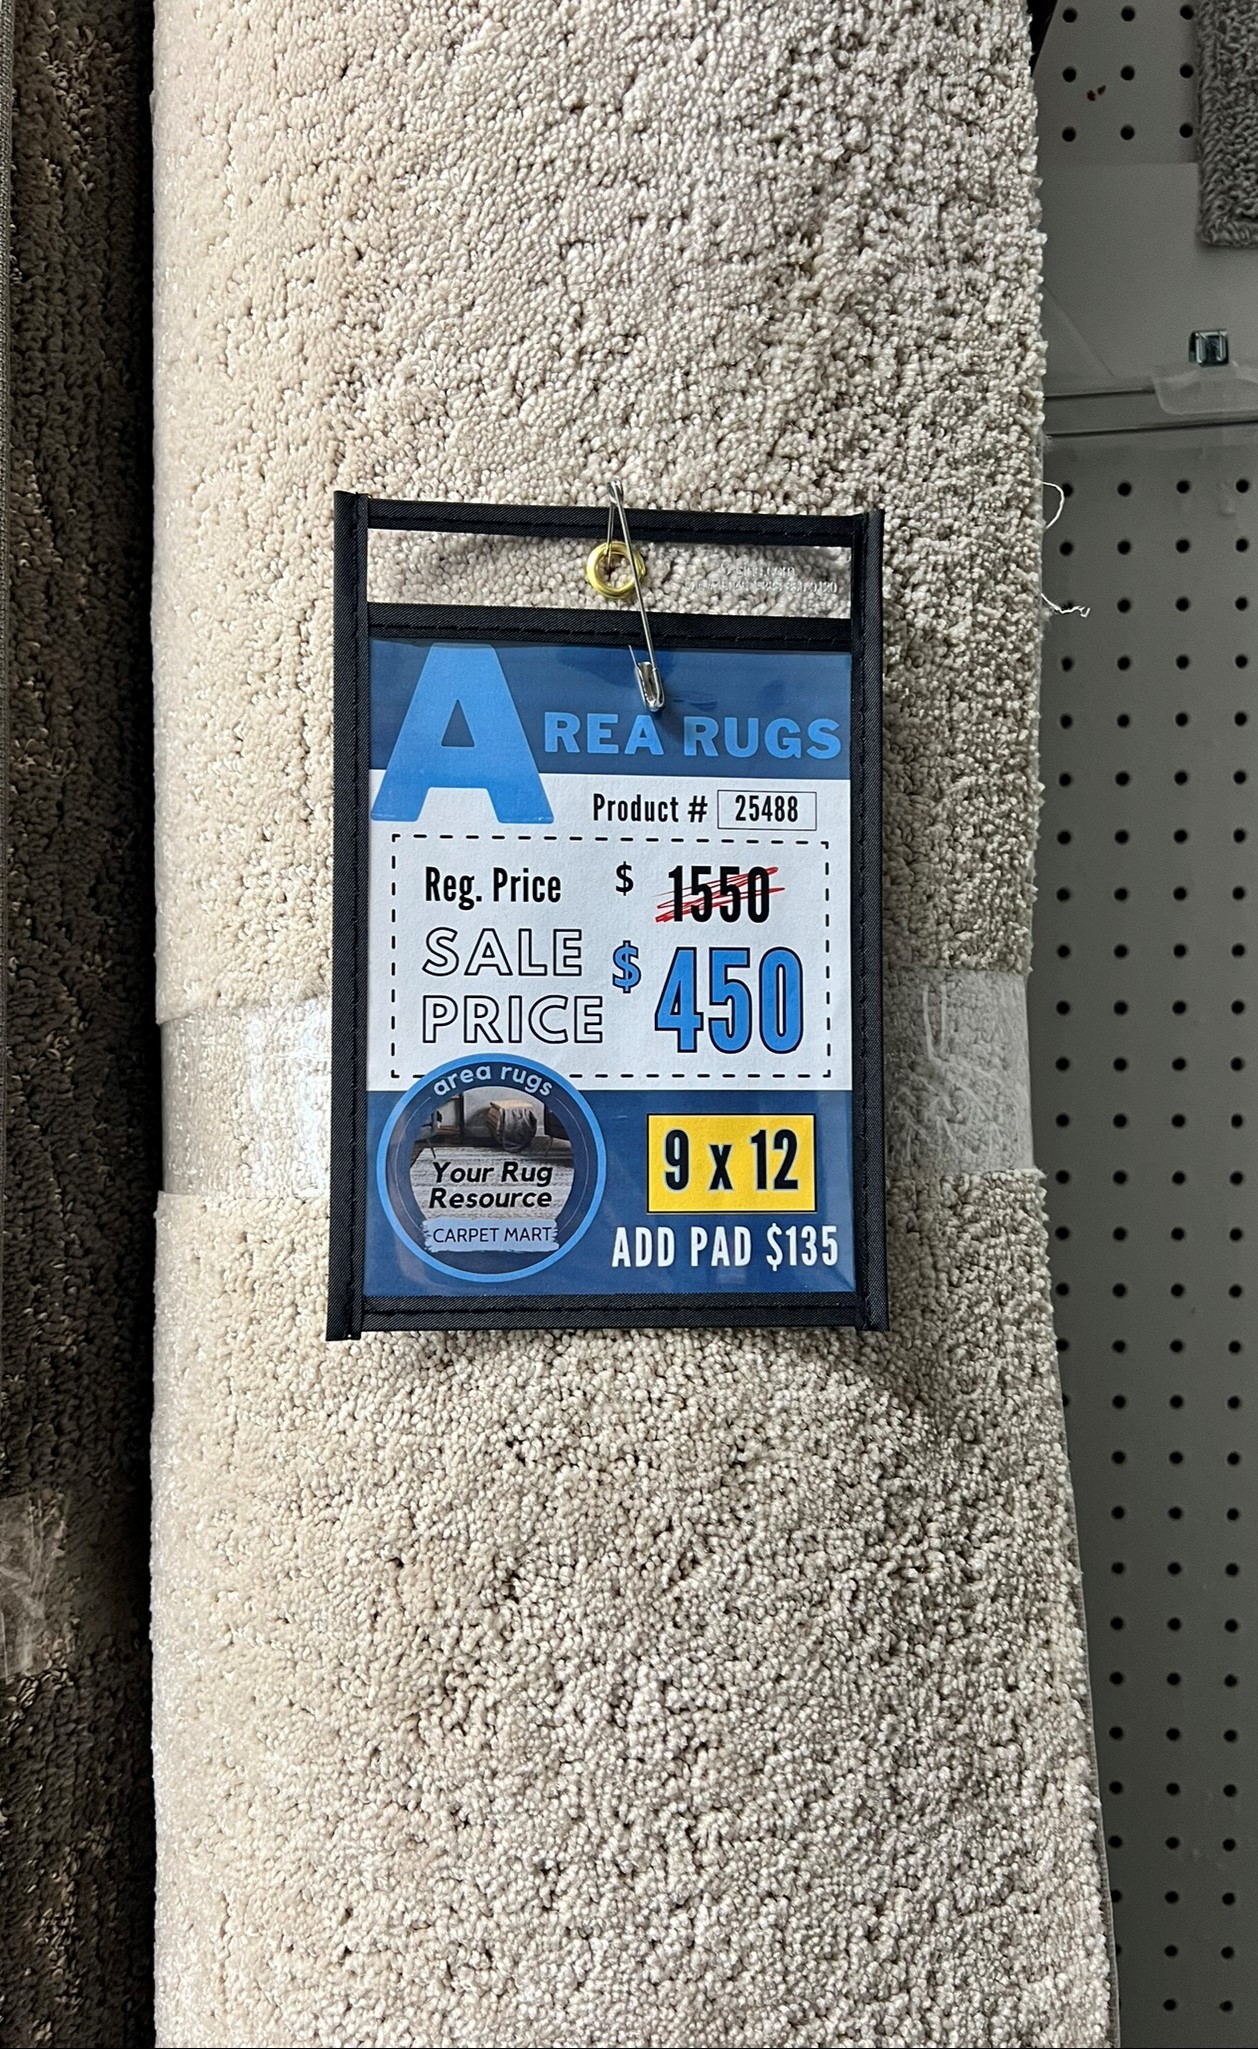 AREA RUGS
Product # 25488
Reg. Price $ 1550
SALE
PRICE $ 450
area rugs
Your Rug
Resource
CARPET MART
9 x 12
ADD PAD $135